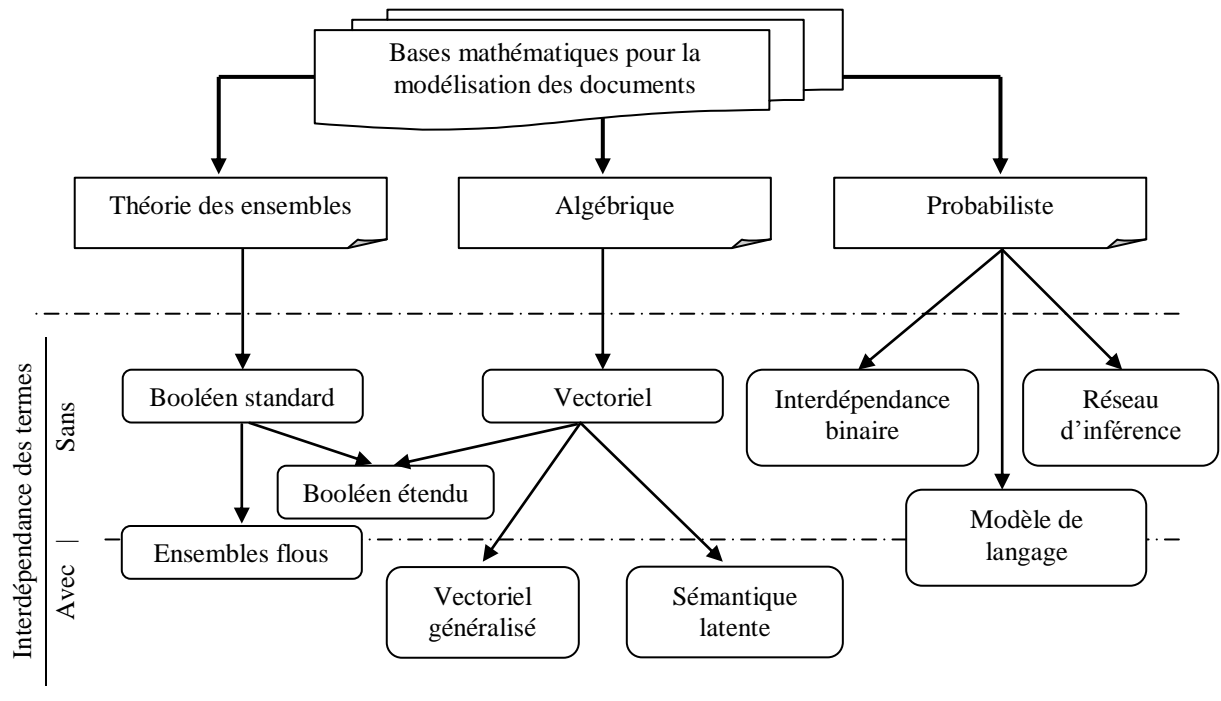 Bases mathématiques pour la
modélisation des documents
Théorie des ensembles
Algébrique
Probabiliste
Interdépendance des termes
Sans
Avec
Booléen standard
Vectoriel
Interdépendance
binaire
Réseau
d’inférence
Booléen étendu
Modèle de
langage
Ensembles flous
Vectoriel
généralisé
Sémantique
latente